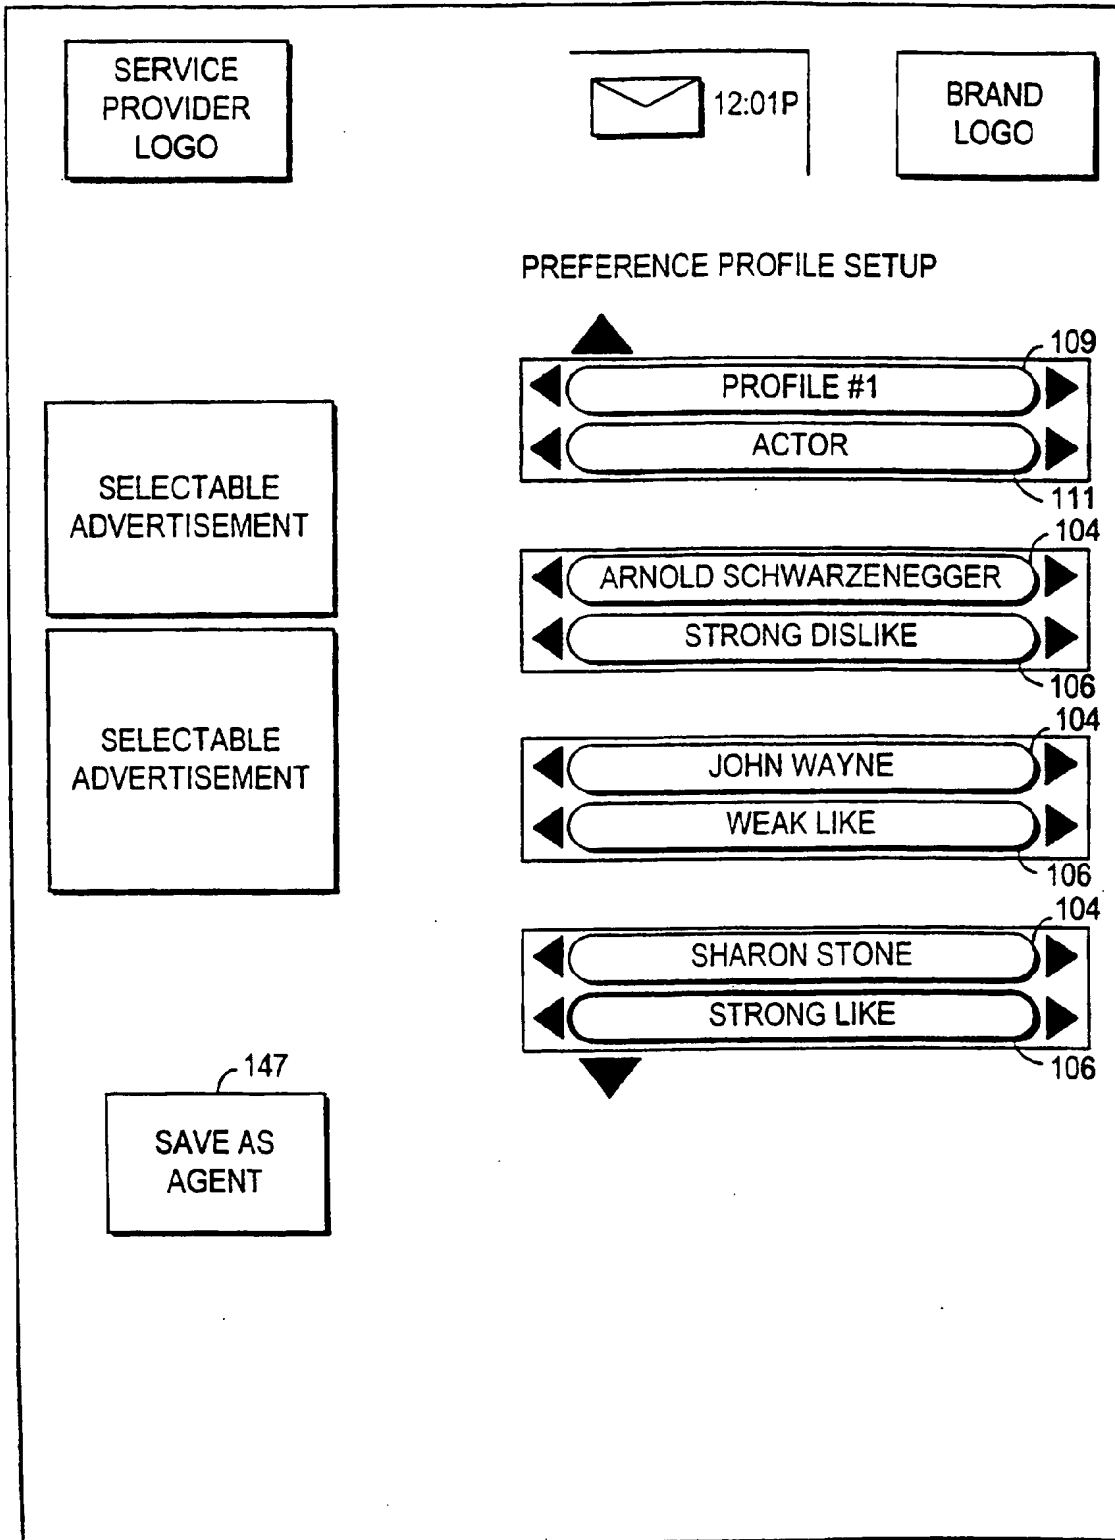 SERVICE
PROVIDER
LOGO
12:01P
BRAND
LOGO
PREFERENCE PROFILE SETUP
109
PROFILE #1
ACTOR
111
SELECTABLE
ADVERTISEMENT
104
ARNOLD SCHWARZENEGGER
STRONG DISLIKE
106
SELECTABLE
ADVERTISEMENT
104
JOHN WAYNE
WEAK LIKE
106
104
SHARON STONE
STRONG LIKE
106
147
SAVE AS
AGENT